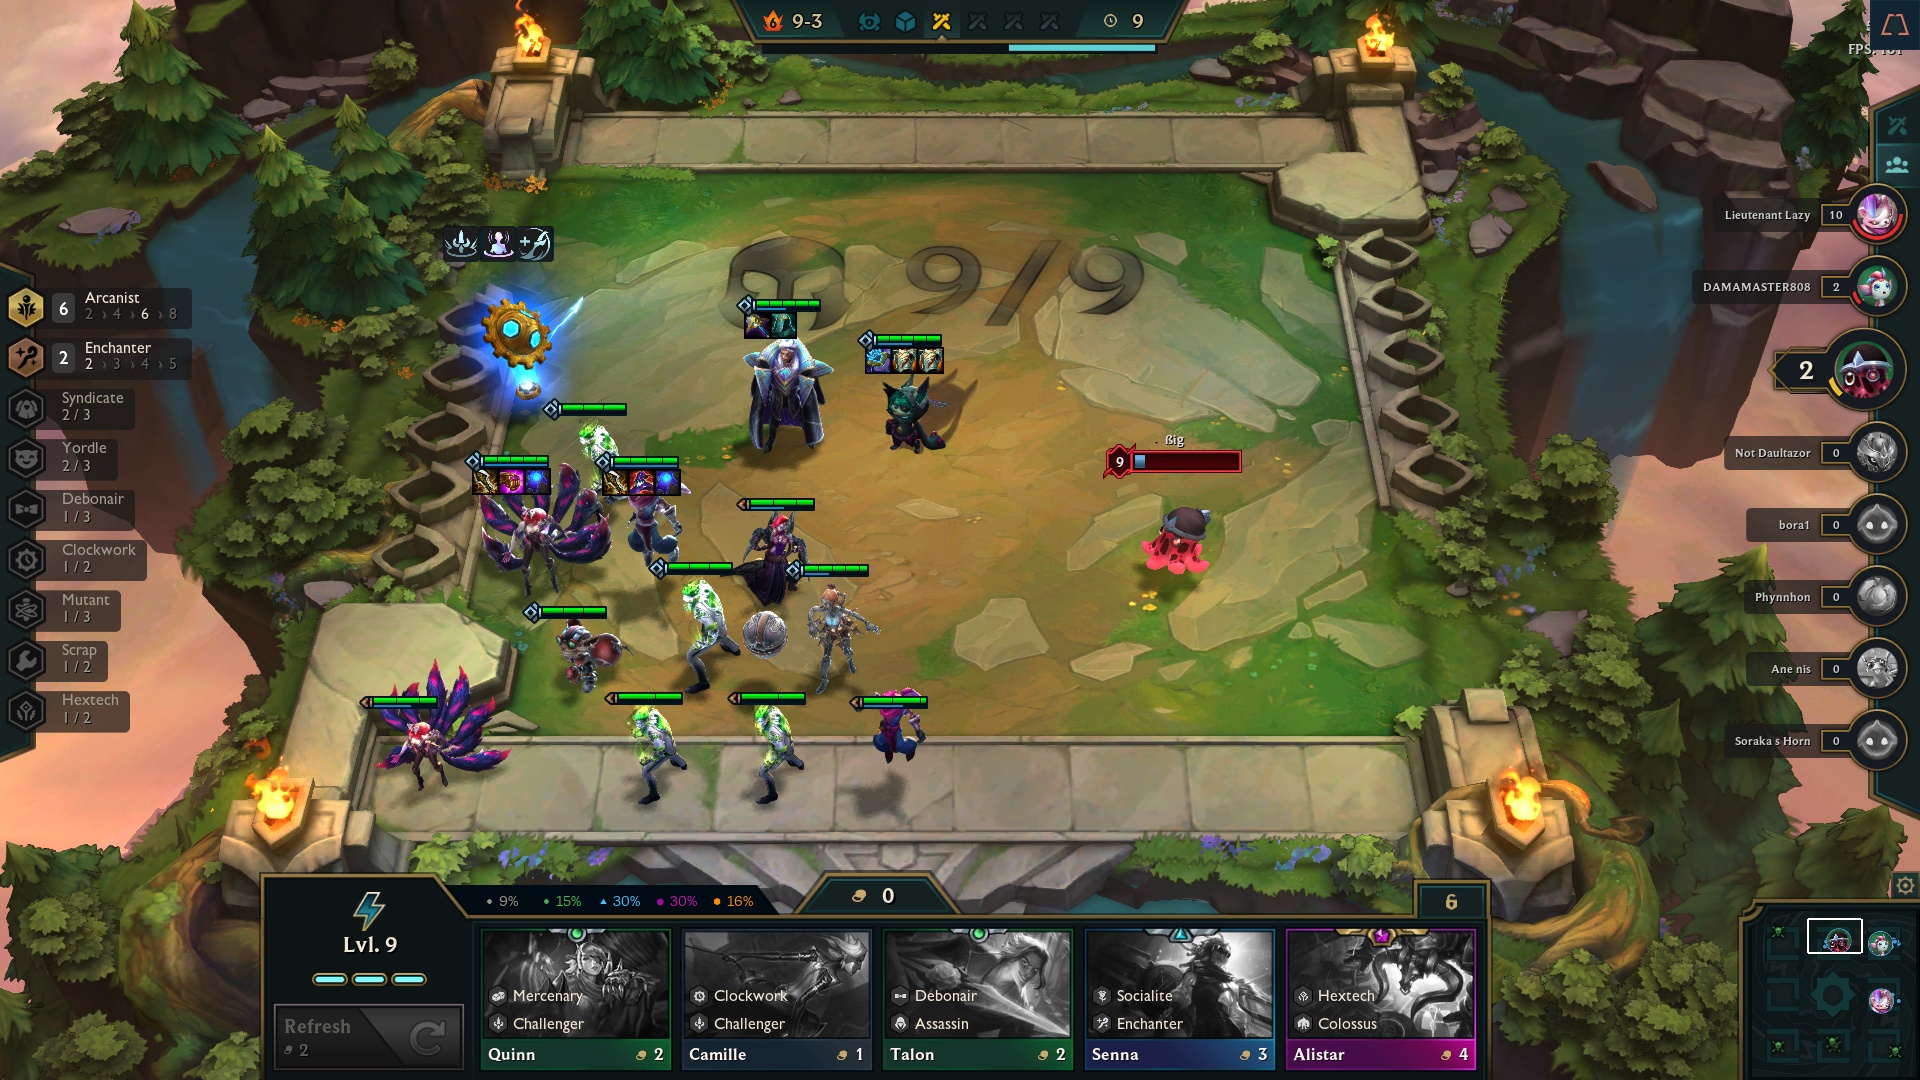 9-3
9
FPS: 161
Lieutenant Lazy 10
DAMAMASTER808 2
2
Not Daultazor 0
bora1 0
Phynnhon 0
Ane nis 0
Soraka s Horn 0
6 Arcanist
2 › 4 › 6 › 8
2 Enchanter
2 › 3 › 4 › 5
Syndicate
2 / 3
Yordle
2 / 3
Debonair
1 / 3
Clockwork
1 / 2
Mutant
1 / 3
Scrap
1 / 2
Hextech
1 / 2
9/9
9
0
6
9% 15% 30% 30% 16%
Lvl. 9
Refresh
2
Mercenary
Challenger
Quinn 2
Clockwork
Challenger
Camille 1
Debonair
Assassin
Talon 2
Socialite
Enchanter
Senna 3
Hextech
Colossus
Alistar 4